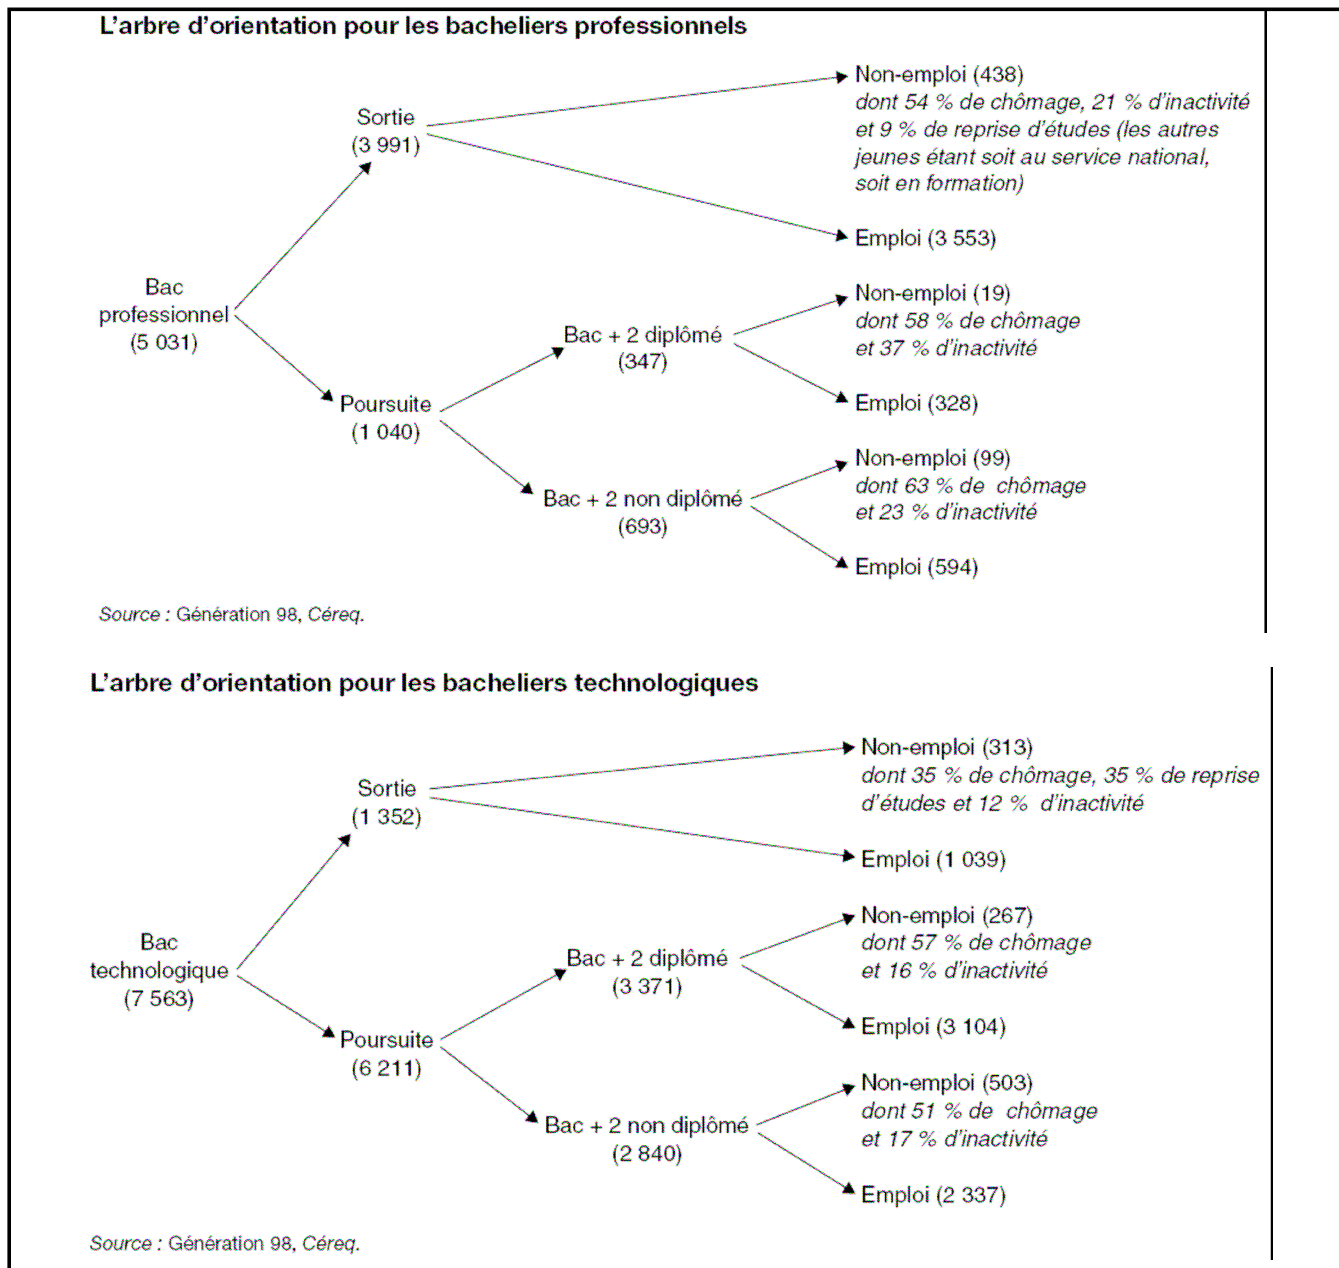 L'arbre d'orientation pour les bacheliers professionnels
Non-emploi (438)
dont 54 % de chômage, 21 % d'inactivité
et 9 % de reprise d'études (les autres
jeunes étant soit au service national,
soit en formation)
Sortie
(3 991)
Emploi (3 553)
Bac
professionnel
(5 031)
Non-emploi (19)
dont 58 % de chômage
et 37 % d'inactivité
Bac + 2 diplômé
(347)
Emploi (328)
Poursuite
(1 040)
Non-emploi (99)
dont 63 % de chômage
et 23 % d'inactivité
Bac + 2 non diplômé
(693)
Emploi (594)
Source : Génération 98, Céreq.
L'arbre d'orientation pour les bacheliers technologiques
Non-emploi (313)
dont 35 % de chômage, 35 % de reprise
d'études et 12 % d'inactivité
Sortie
(1 352)
Emploi (1 039)
Non-emploi (267)
dont 57 % de chômage
et 16 % d'inactivité
Bac
technologique
(7 563)
Bac + 2 diplômé
(3 371)
Emploi (3 104)
Poursuite
(6 211)
Non-emploi (503)
dont 51 % de chômage
et 17 % d'inactivité
Bac + 2 non diplômé
(2 840)
Emploi (2 337)
Source : Génération 98, Céreq.